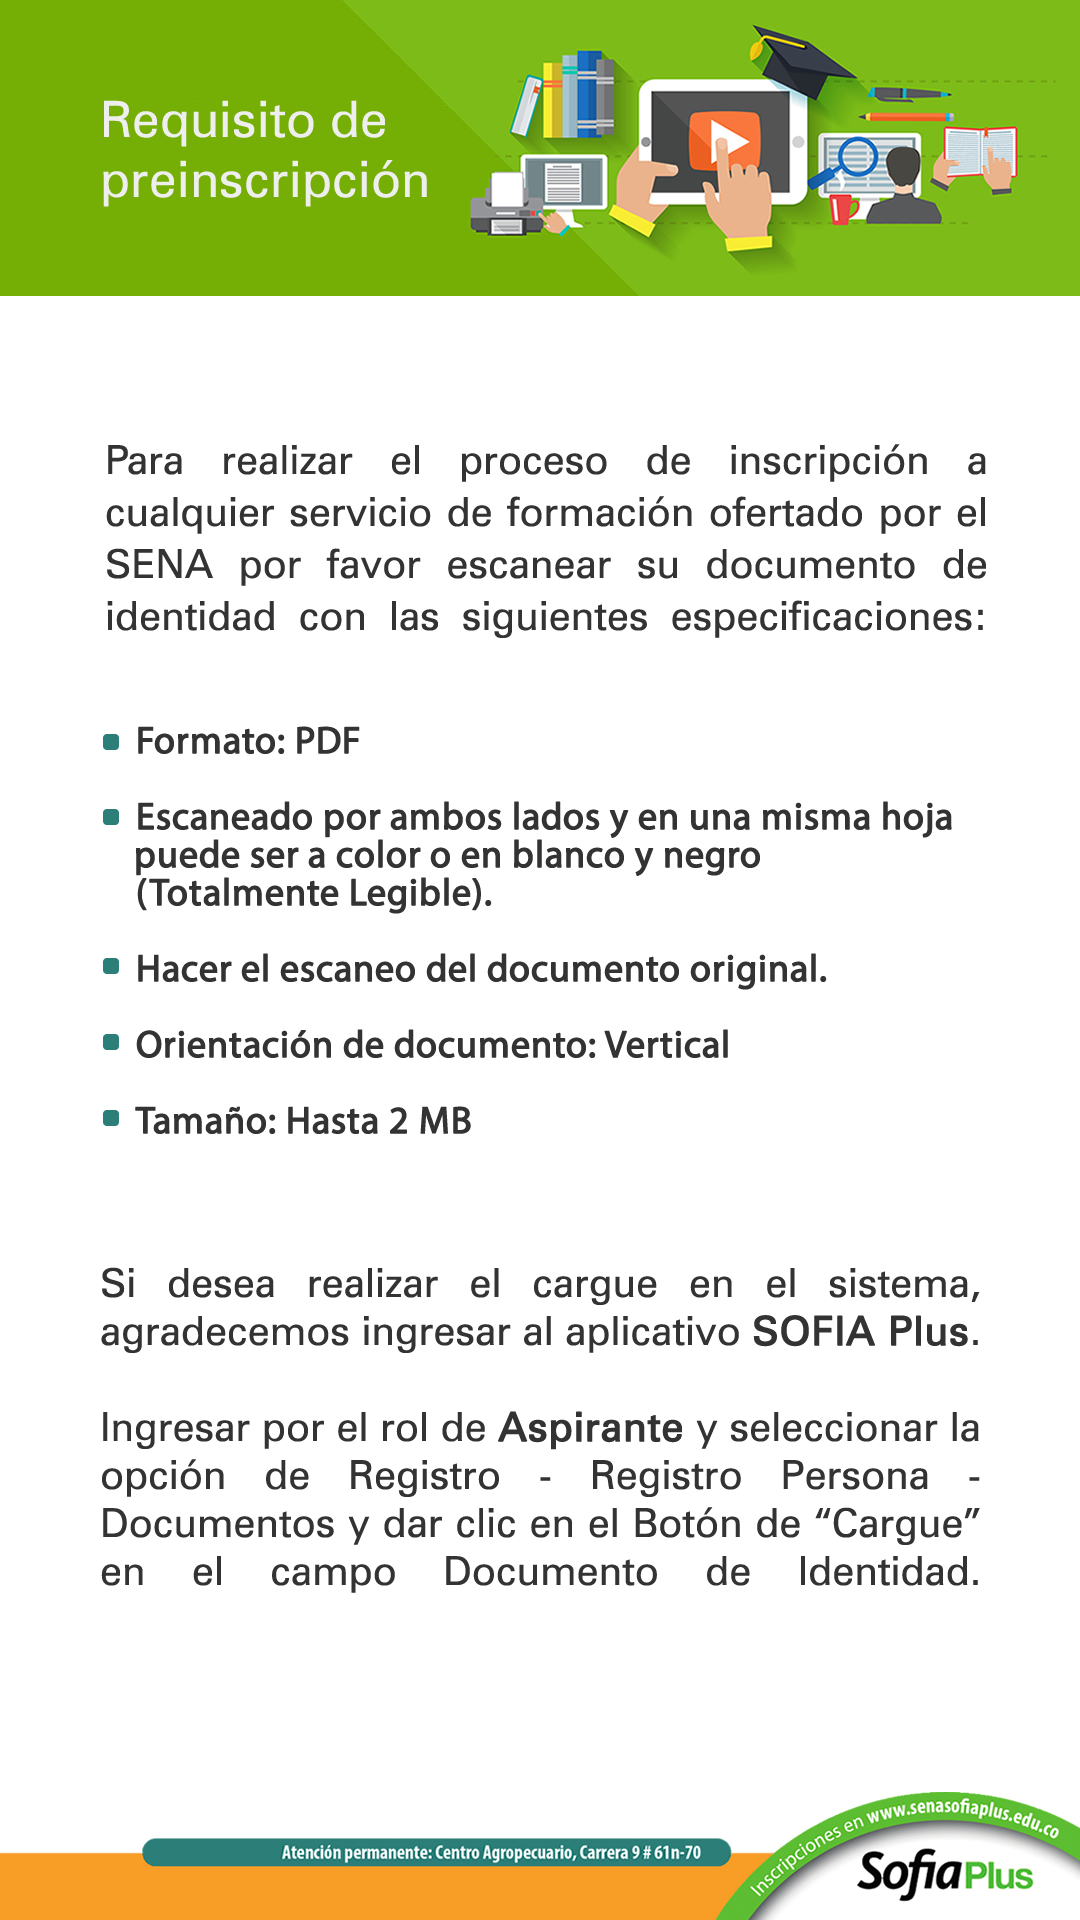 Requisito de
preinscripción
Para realizar el proceso de inscripción a
cualquier servicio de formación ofertado por el
SENA por favor escanear su documento de
identidad con las siguientes especificaciones:
Formato: PDF
Escaneado por ambos lados y en una misma hoja
puede ser a color o en blanco y negro
(Totalmente Legible).
Hacer el escaneo del documento original.
Orientación de documento: Vertical
Tamaño: Hasta 2 MB
Si desea realizar el cargue en el sistema,
agradecemos ingresar al aplicativo SOFIA Plus.
Ingresar por el rol de Aspirante y seleccionar la
opción de Registro - Registro Persona -
Documentos y dar clic en el Botón de “Cargue”
en el campo Documento de Identidad.
Atención permanente: Centro Agropecuario, Carrera 9 # 61n-70
Inscripciones en www.senasofiaplus.edu.co
Sofia Plus